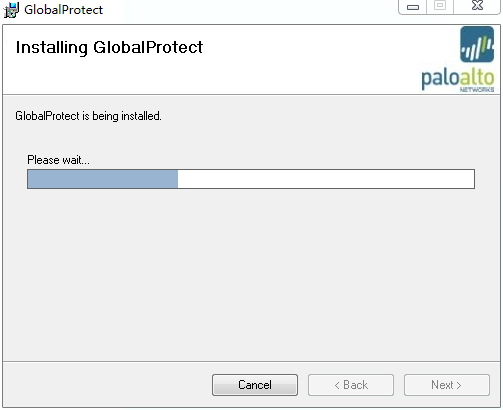 GlobalProtect
Installing GlobalProtect
paloalto
NETWORKS
GlobalProtect is being installed.
Please wait...
Cancel
< Back
Next >